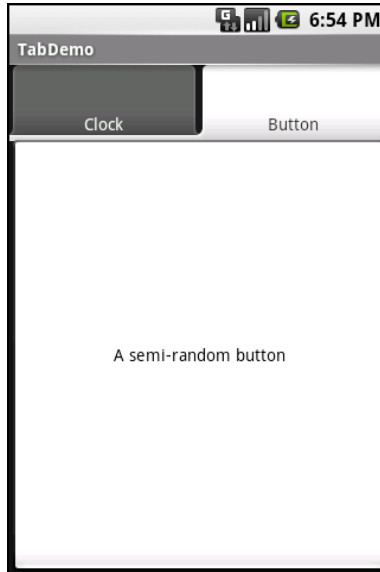 6:54 PM
TabDemo
Clock
Button
A semi-random button